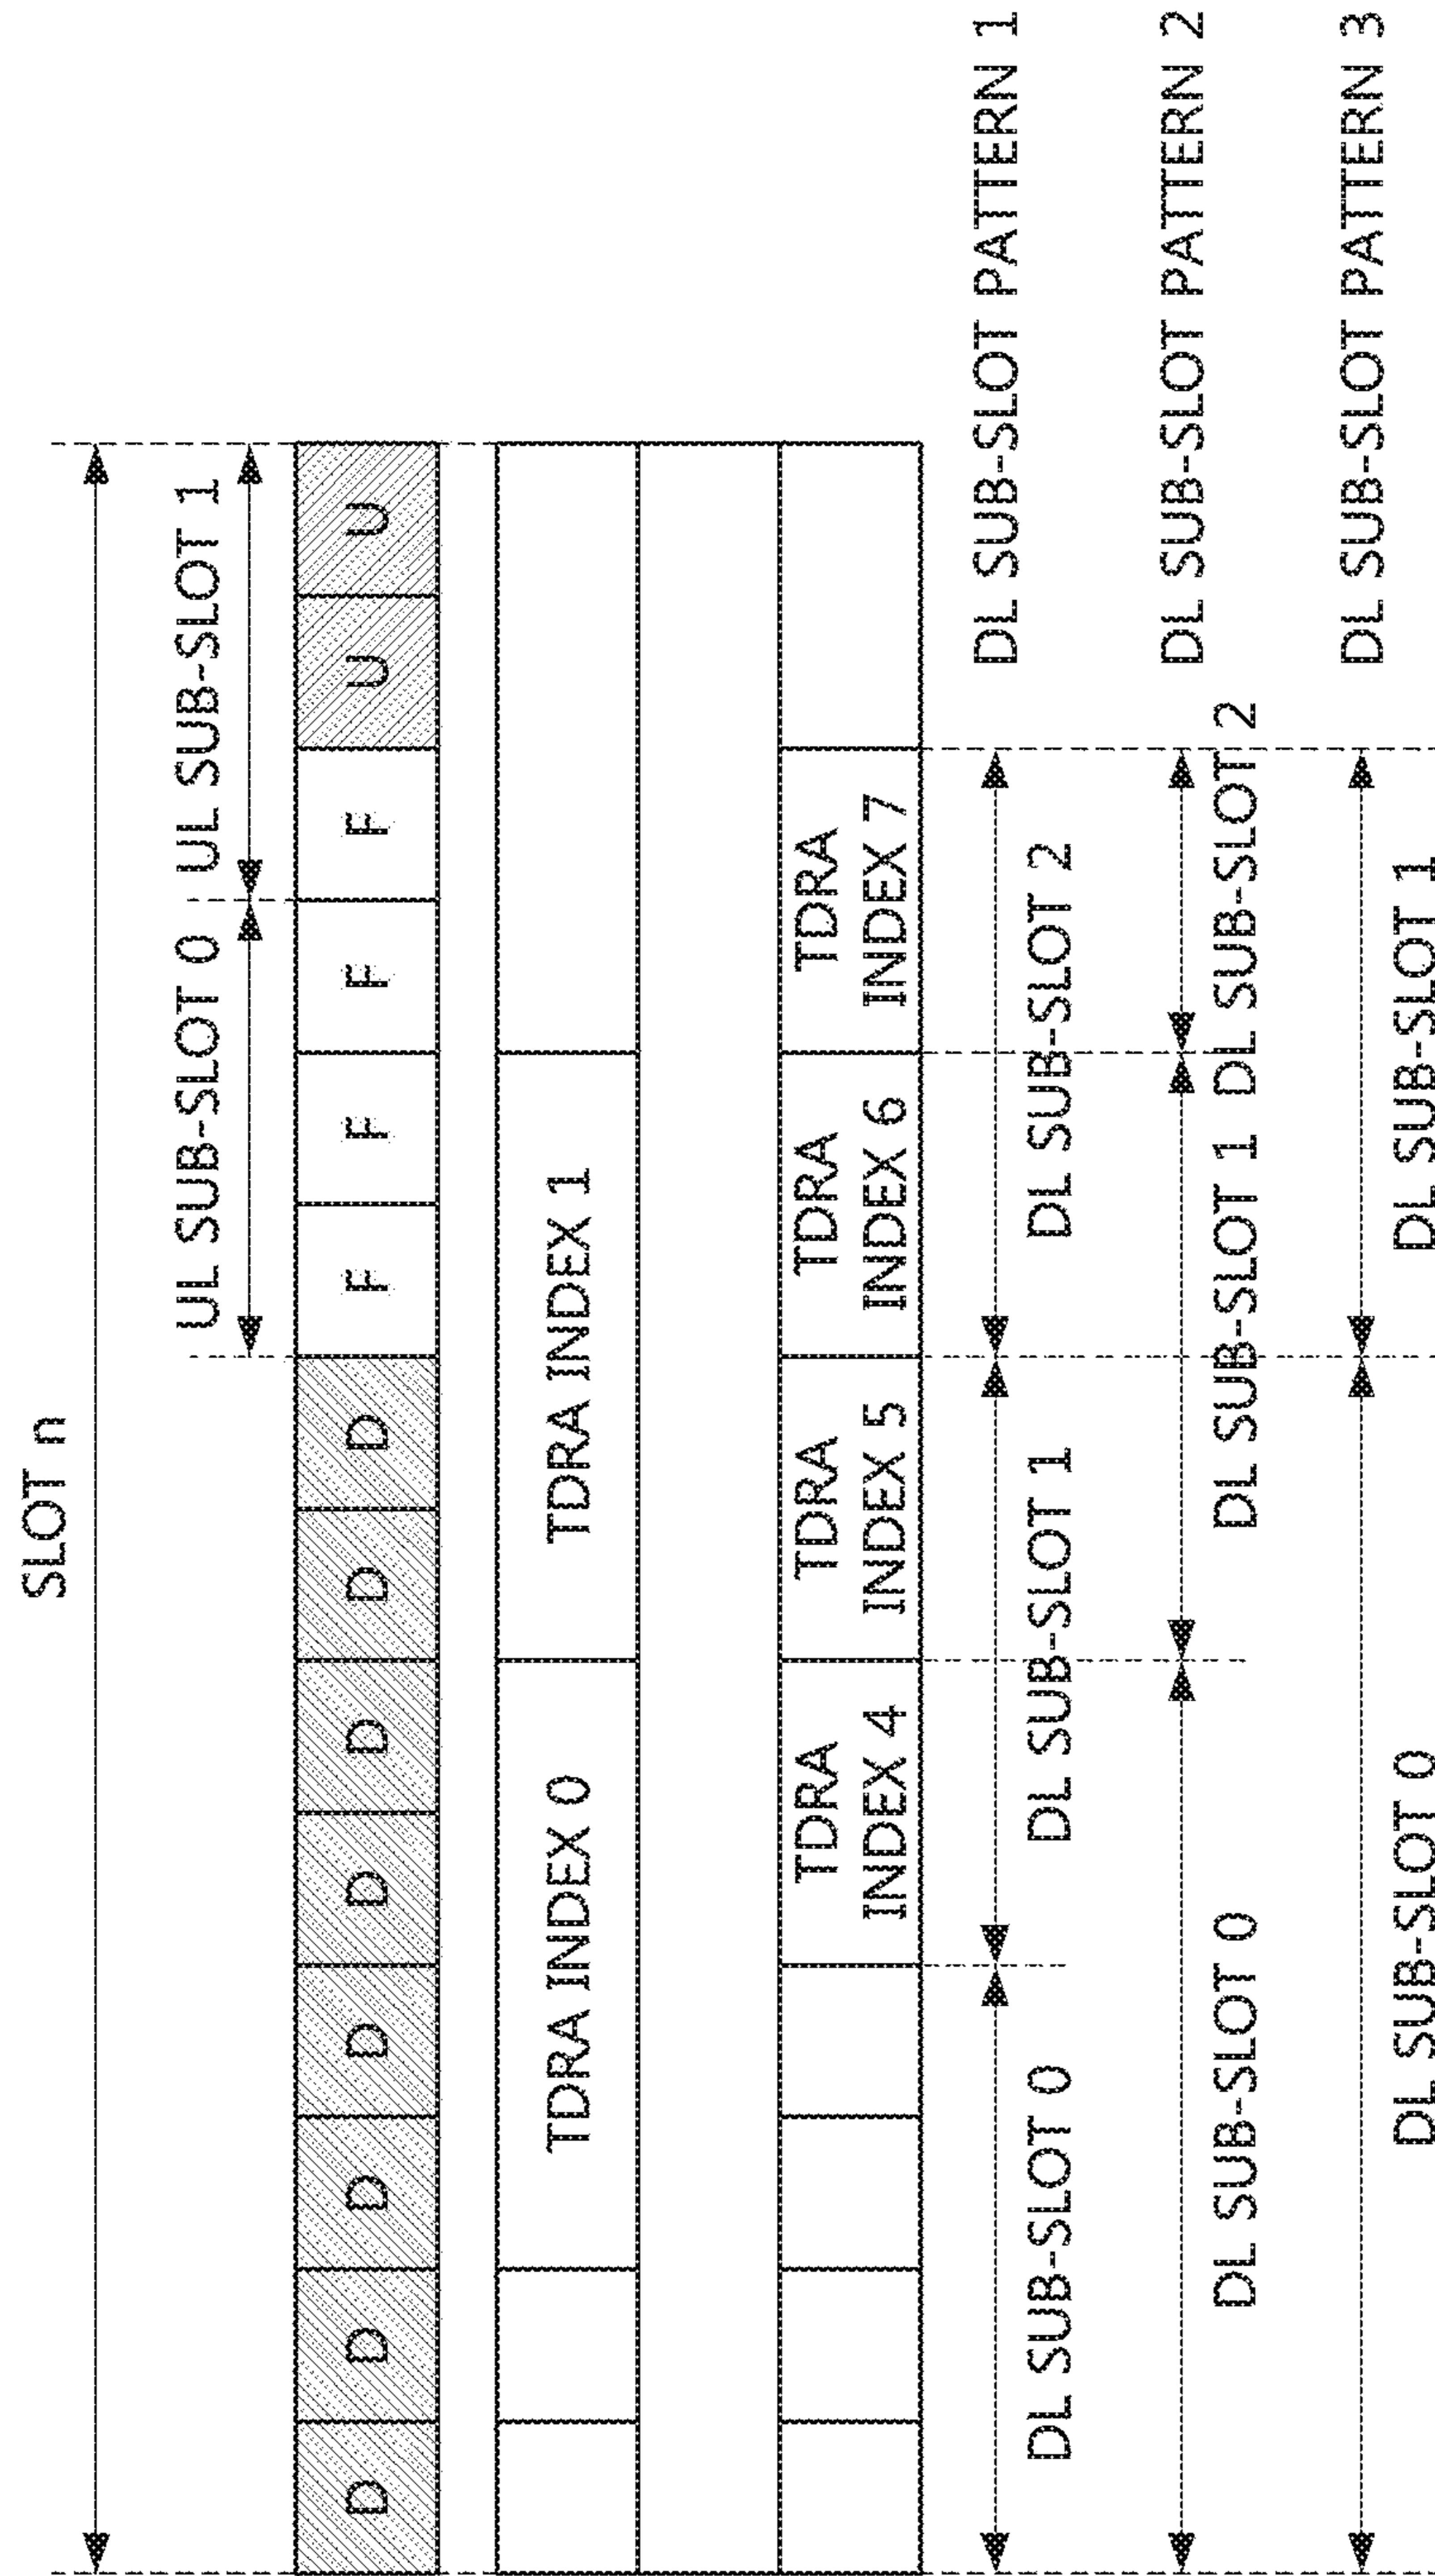 SLOT n
UL SUB-SLOT 0 UL SUB-SLOT 1
D D D D D D D D F F F F U U
TDRA INDEX 0 TDRA INDEX 1
TDRA
INDEX 4
TDRA
INDEX 5
TDRA
INDEX 6
TDRA
INDEX 7
DL SUB-SLOT PATTERN 1
DL SUB-SLOT 0 DL SUB-SLOT 1 DL SUB-SLOT 2
DL SUB-SLOT PATTERN 2
DL SUB-SLOT 0 DL SUB-SLOT 1 DL SUB-SLOT 2
DL SUB-SLOT PATTERN 3
DL SUB-SLOT 0 DL SUB-SLOT 1